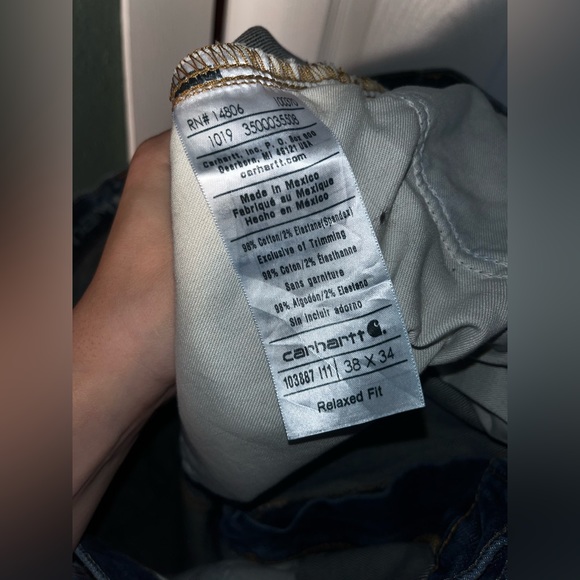 RN# 14806
1019 3500035508
Carhartt, Inc. P. O. Box 600
Dearborn, MI 48121 USA
carhartt.com
Made in Mexico
Fabriqué au Mexique
Hecho en México
98% Cotton/2% Elastane(Spandex)
Exclusive of Trimming
98% Coton/2% Élasthanne
Sans garniture
98% Algodón/2% Elastano
Sin incluir adorno
carhartt
103887 I11 38 X 34
Relaxed Fit